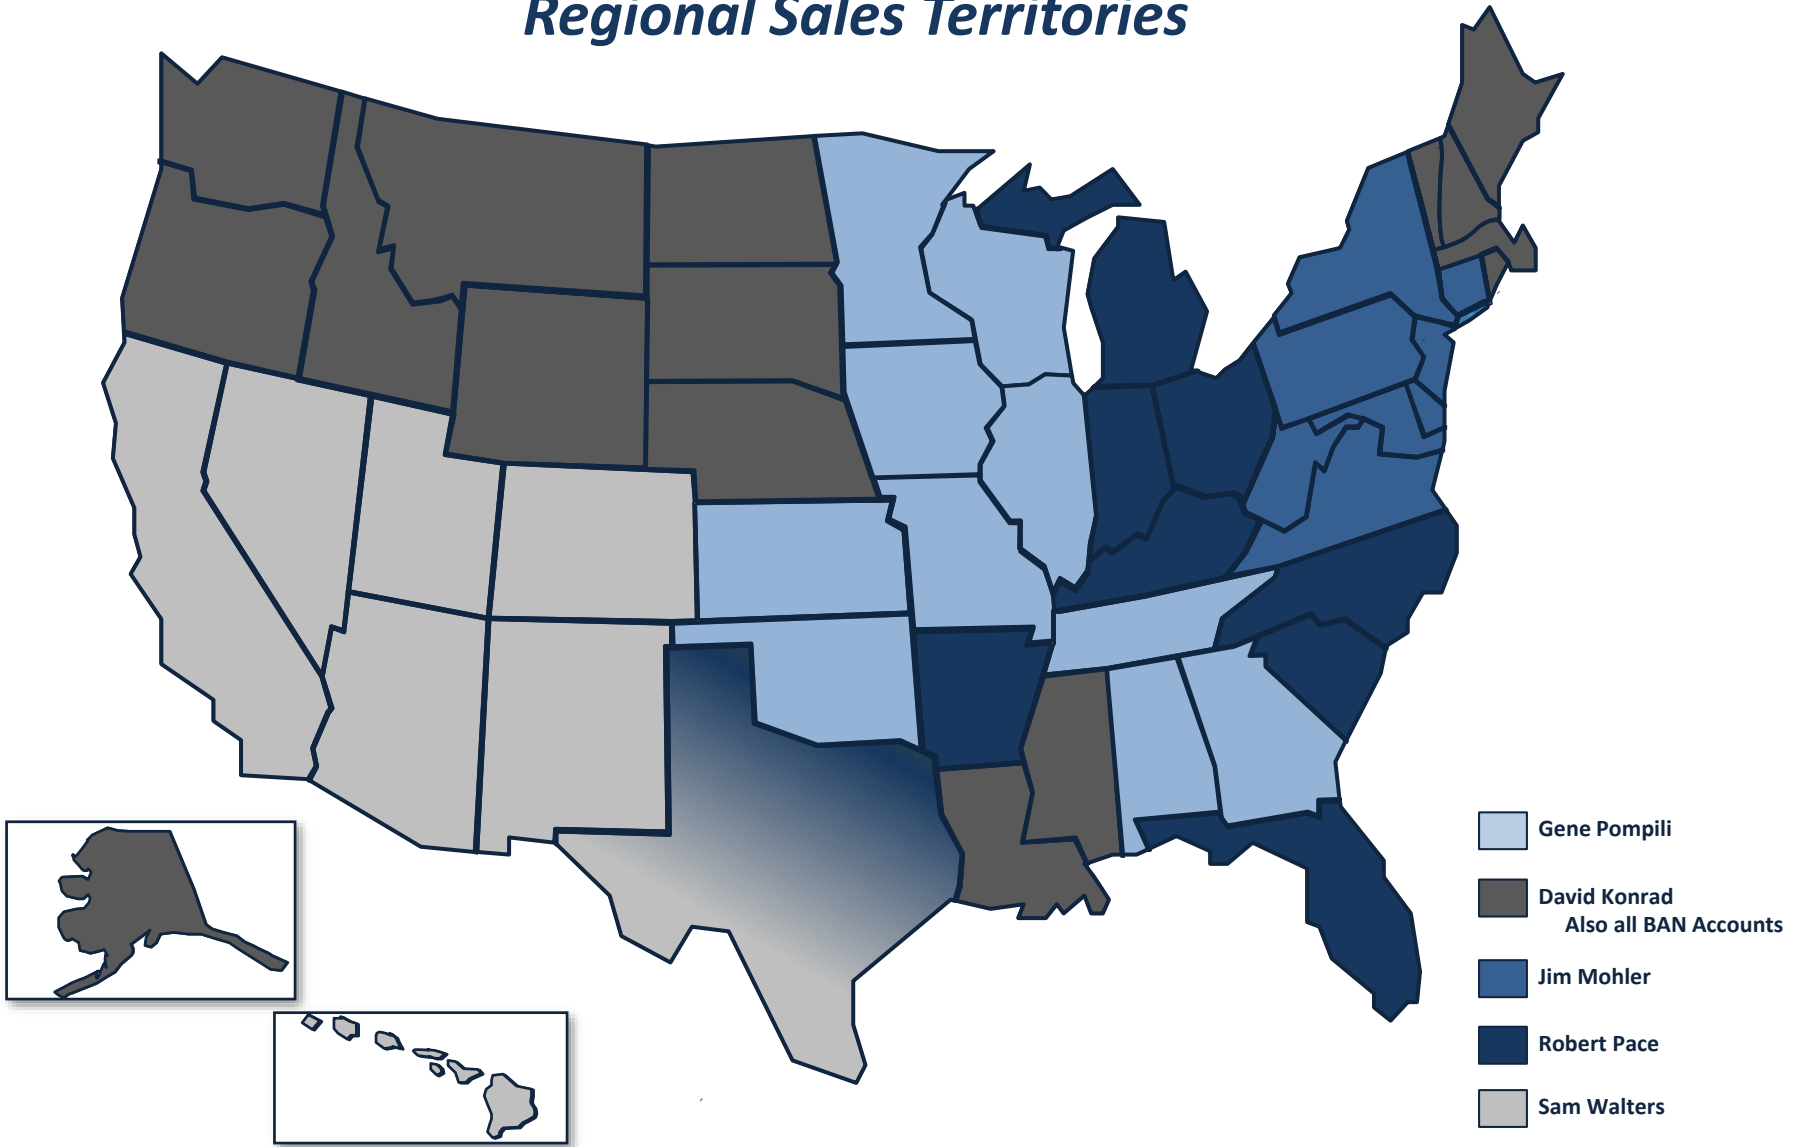 Regional Sales Territories
Gene Pompili
David Konrad
Also all BAN Accounts
Jim Mohler
Robert Pace
Sam Walters